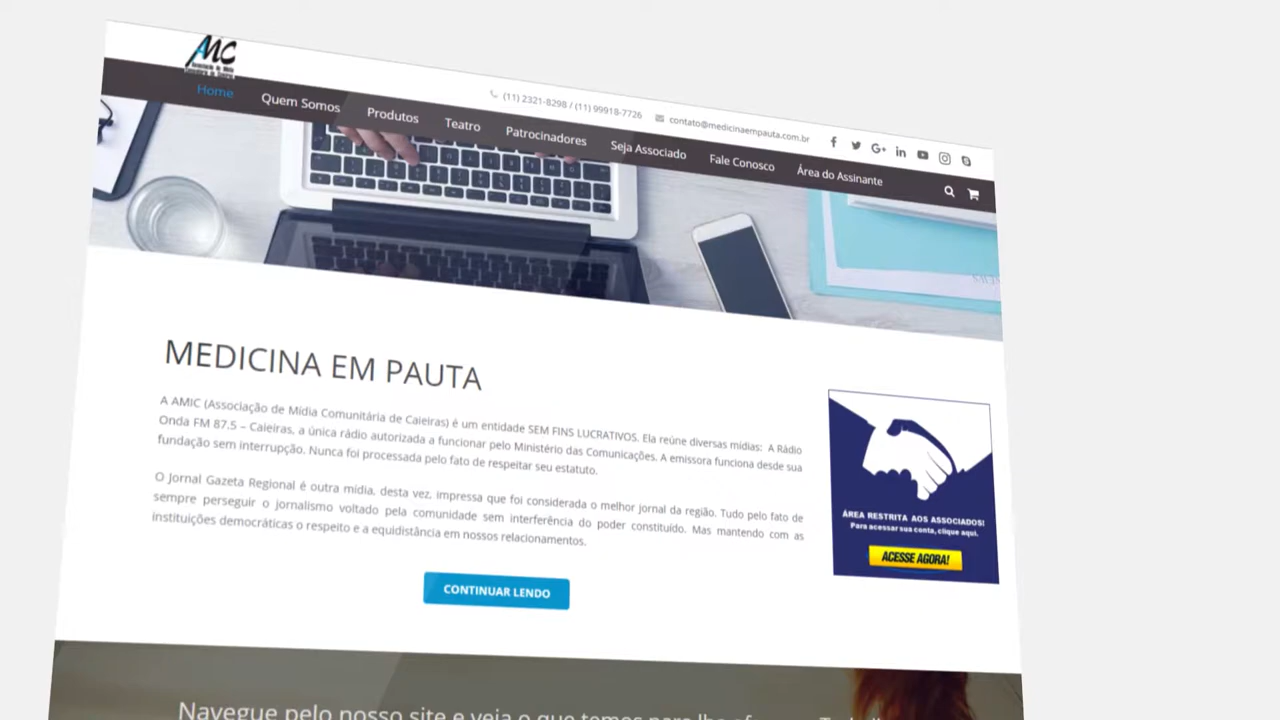 AMC
(11) 2321-8298 / (11) 99918-7726
contato@medicinaempauta.com.br
Home
Quem Somos
Produtos
Teatro
Patrocinadores
Seja Associado
Fale Conosco
Área do Assinante
MEDICINA EM PAUTA
A AMIC (Associação de Mídia Comunitária de Caieiras) é um entidade SEM FINS LUCRATIVOS. Ela reúne diversas mídias: A Rádio
Onda FM 87.5 – Caieiras, a única rádio autorizada a funcionar pelo Ministério das Comunicações. A emissora funciona desde sua
fundação sem interrupção. Nunca foi processada pelo fato de respeitar seu estatuto.
O Jornal Gazeta Regional é outra mídia, desta vez, impressa que foi considerada o melhor jornal da região. Tudo pelo fato de
sempre perseguir o jornalismo voltado pela comunidade sem interferência do poder constituído. Mas mantendo com as
instituições democráticas o respeito e a equidistância em nossos relacionamentos.
CONTINUAR LENDO
ÁREA RESTRITA AOS ASSOCIADOS!
Para acessar sua conta, clique aqui.
ACESSE AGORA!
Navegue pelo nosso site e veja o que temos para lhe